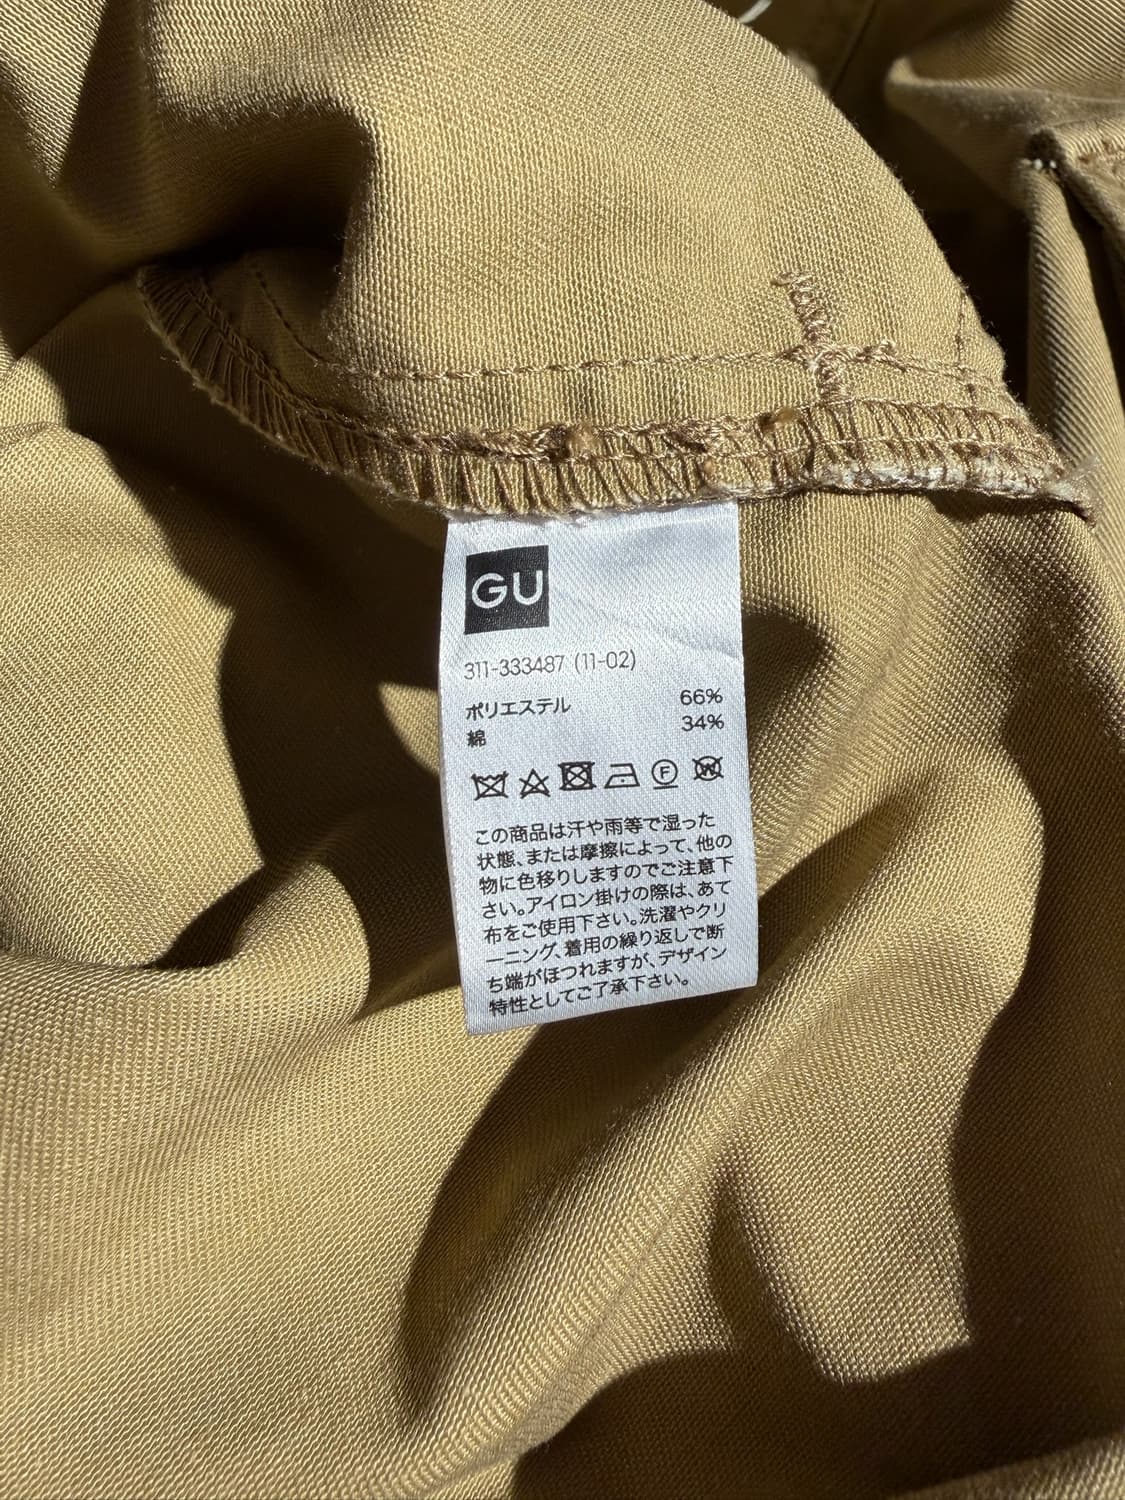 GU
311-333487 (11-02)
ポリエステル 66%
綿 34%
F
W
この商品は汗や雨等で湿った
状態、または摩擦によって、他の
物に色移りしますのでご注意下
さい。アイロン掛けの際は、あて
布をご使用下さい。洗濯やクリ
ーニング、着用の繰り返しで断
ち端がほつれますが、デザイン
特性としてご了承下さい。